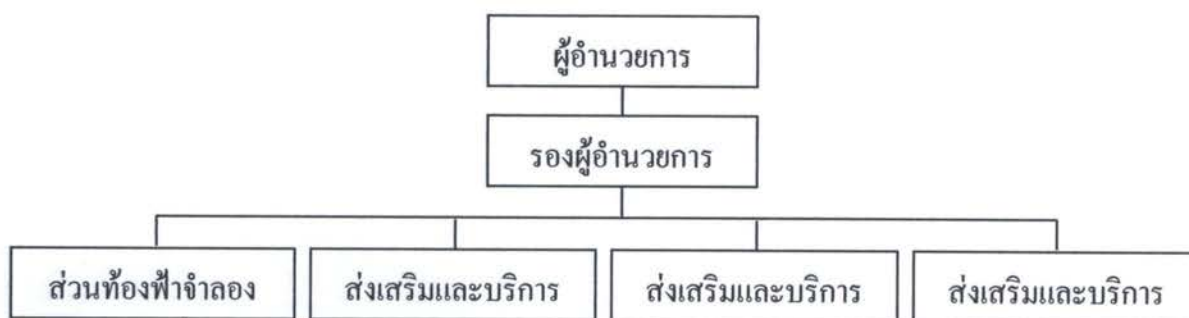 ผู้อำนวยการ
รองผู้อำนวยการ
ส่วนท้องฟ้าจำลอง
ส่งเสริมและบริการ
ส่งเสริมและบริการ
ส่งเสริมและบริการ